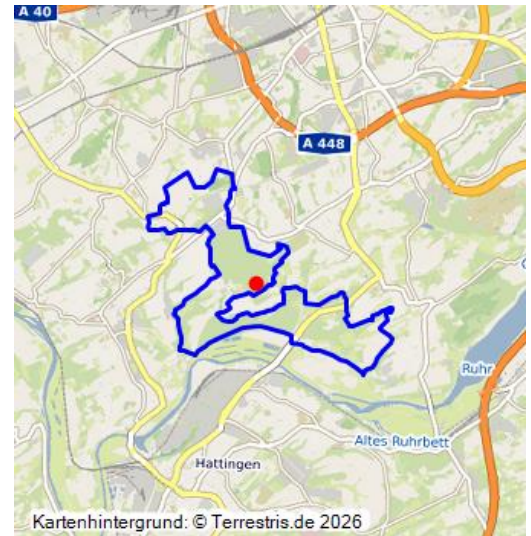 A 40
A 448
Ruhr
Altes Ruhrbett
Hattingen
Kartenhintergrund: © Terrestris.de 2026